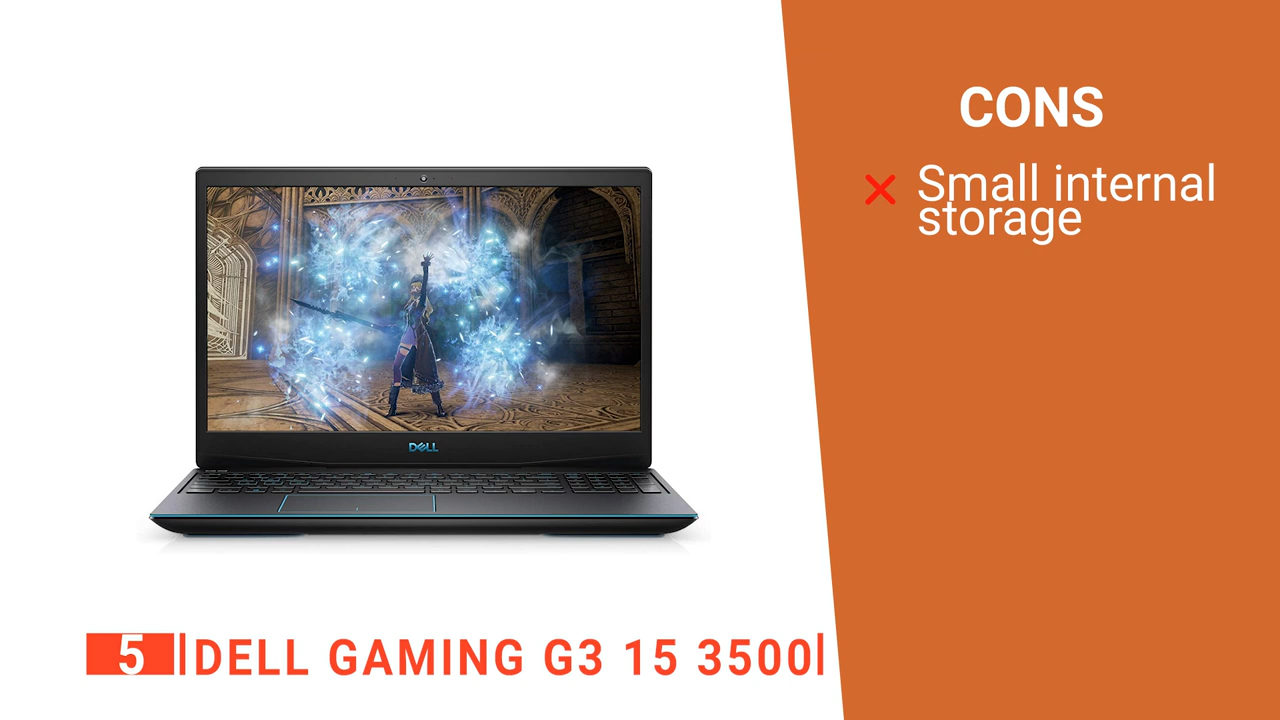 CONS
Small internal
storage
DELL
5
DELL GAMING G3 15 3500